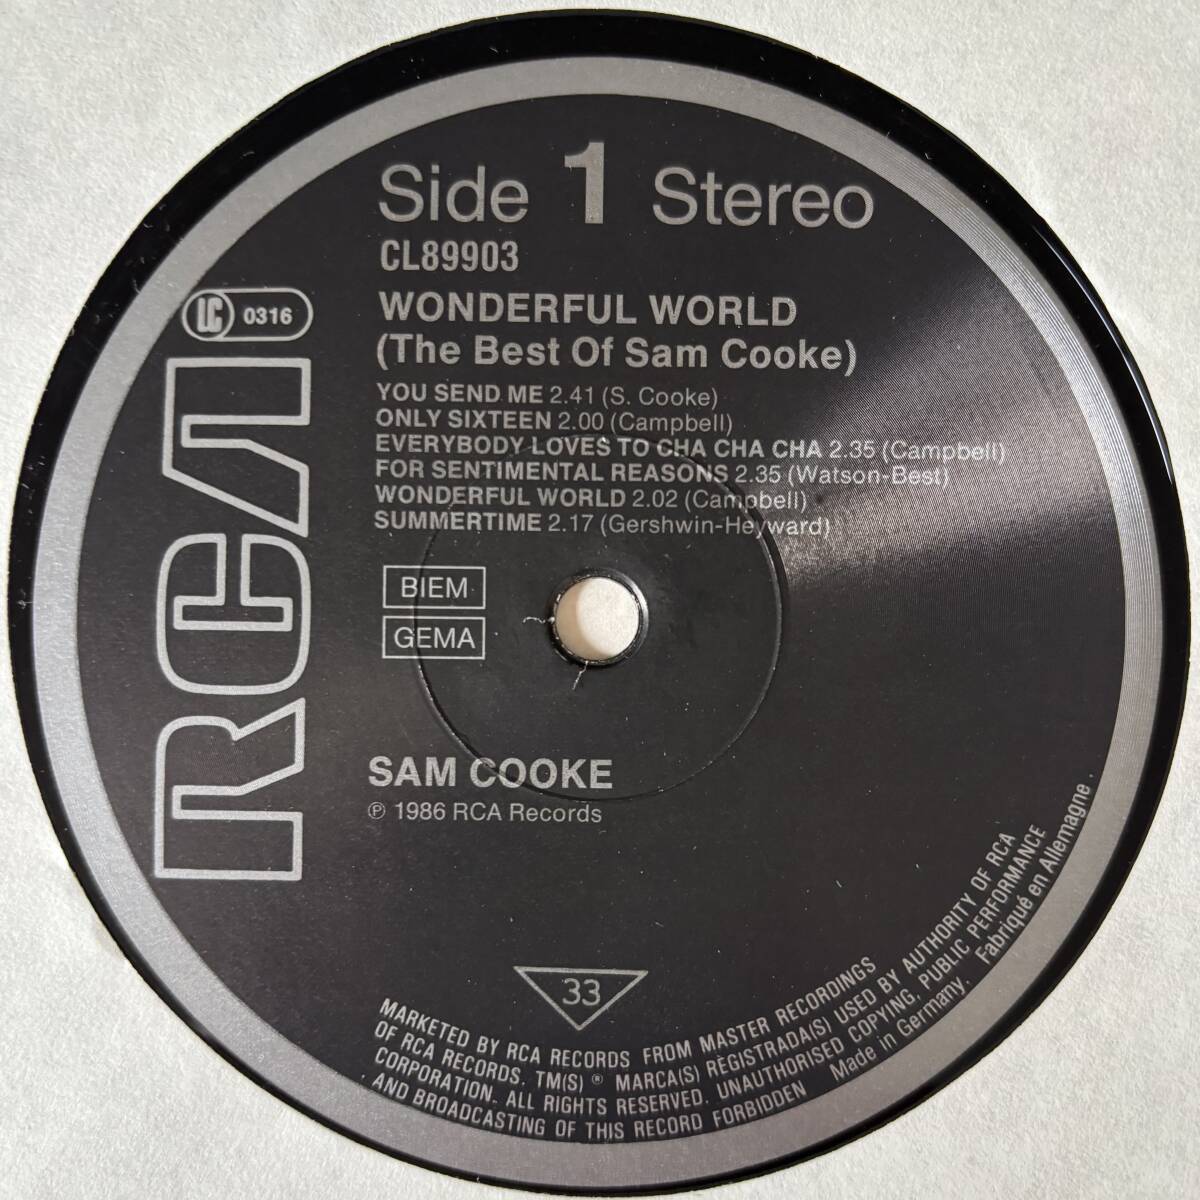 Side 1 Stereo
CL89903
LC 0316
WONDERFUL WORLD
(The Best Of Sam Cooke)
YOU SEND ME 2.41 (S. Cooke)
ONLY SIXTEEN 2.00 (Campbell)
EVERYBODY LOVES TO CHA CHA CHA 2.35 (Campbell)
FOR SENTIMENTAL REASONS 2.35 (Watson-Best)
WONDERFUL WORLD 2.02 (Campbell)
SUMMERTIME 2.17 (Gershwin-Heyward)
RCA
BIEM
GEMA
SAM COOKE
℗ 1986 RCA Records
33
MARKETED BY RCA RECORDS FROM MASTER RECORDINGS
OF RCA RECORDS. TM(S) ® MARCA(S) REGISTRADA(S) USED BY AUTHORITY OF RCA
CORPORATION. ALL RIGHTS RESERVED. UNAUTHORISED COPYING, PUBLIC PERFORMANCE
AND BROADCASTING OF THIS RECORD FORBIDDEN Made in Germany. Fabriqué en Allemagne.